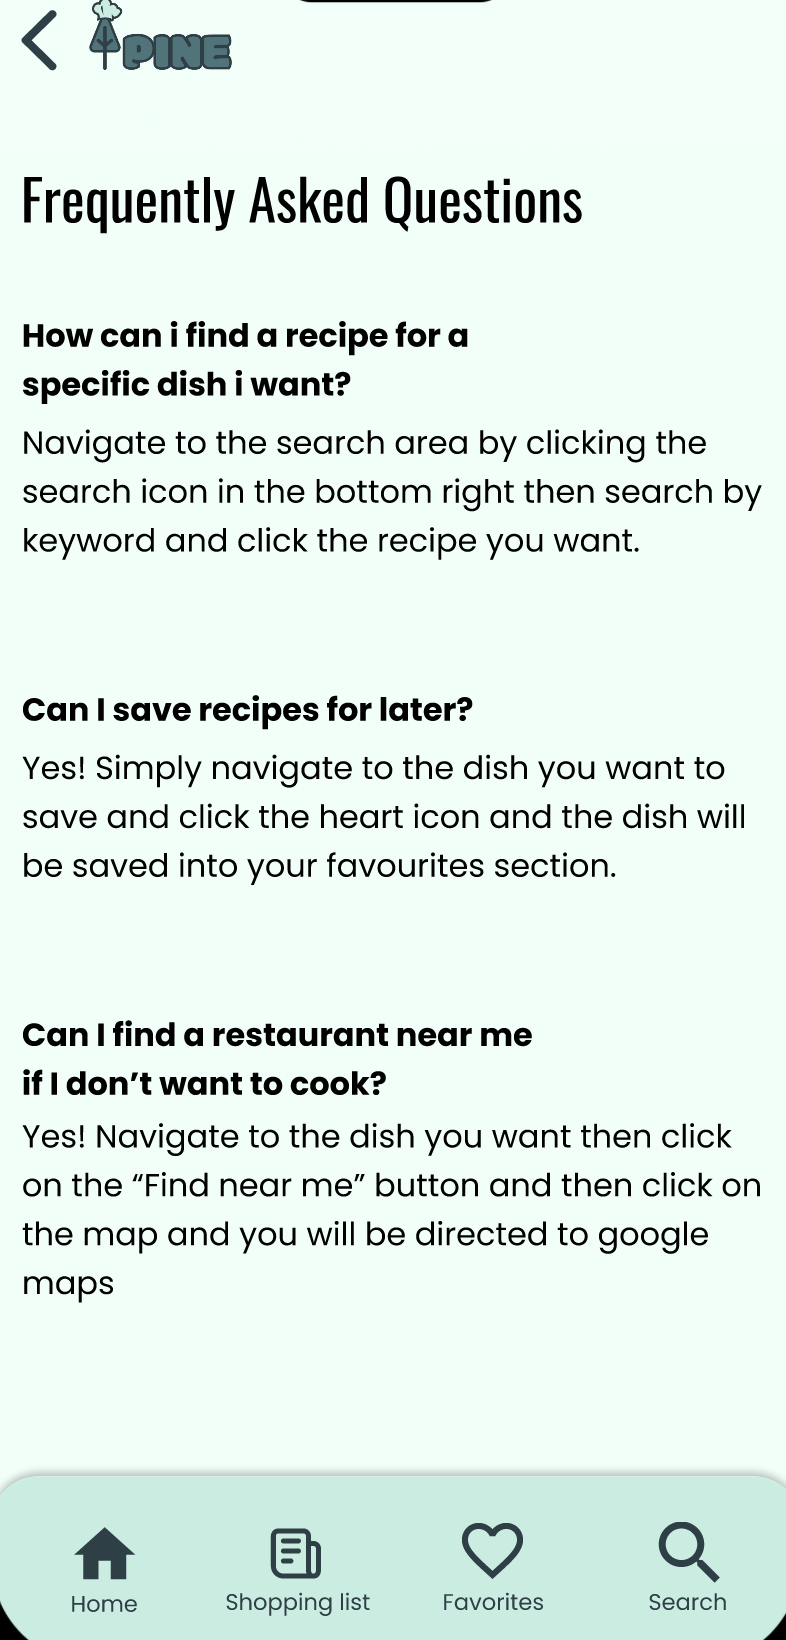 PINE
Frequently Asked Questions
How can i find a recipe for a
specific dish i want?
Navigate to the search area by clicking the
search icon in the bottom right then search by
keyword and click the recipe you want.
Can I save recipes for later?
Yes! Simply navigate to the dish you want to
save and click the heart icon and the dish will
be saved into your favourites section.
Can I find a restaurant near me
if I don’t want to cook?
Yes! Navigate to the dish you want then click
on the “Find near me” button and then click on
the map and you will be directed to google
maps
Home
Shopping list
Favorites
Search